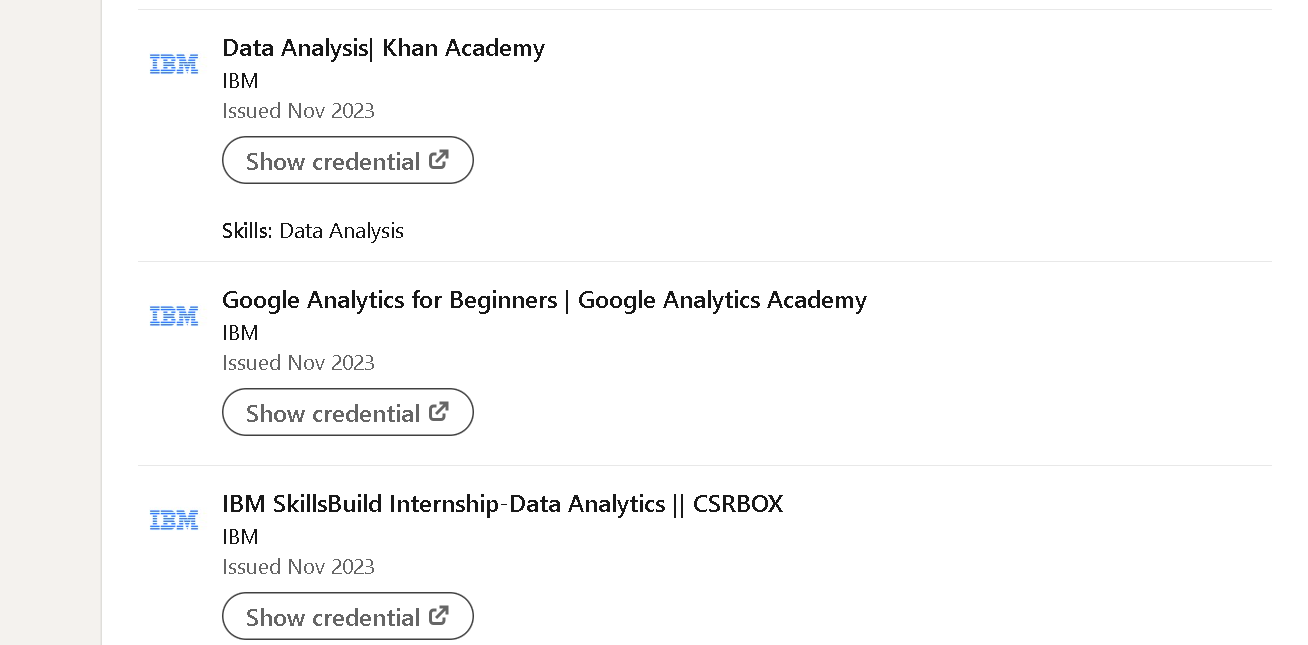 Data Analysis| Khan Academy
IBM
IBM
Issued Nov 2023
Show credential
Skills: Data Analysis
Google Analytics for Beginners | Google Analytics Academy
IBM
IBM
Issued Nov 2023
Show credential
IBM SkillsBuild Internship-Data Analytics || CSRBOX
IBM
IBM
Issued Nov 2023
Show credential